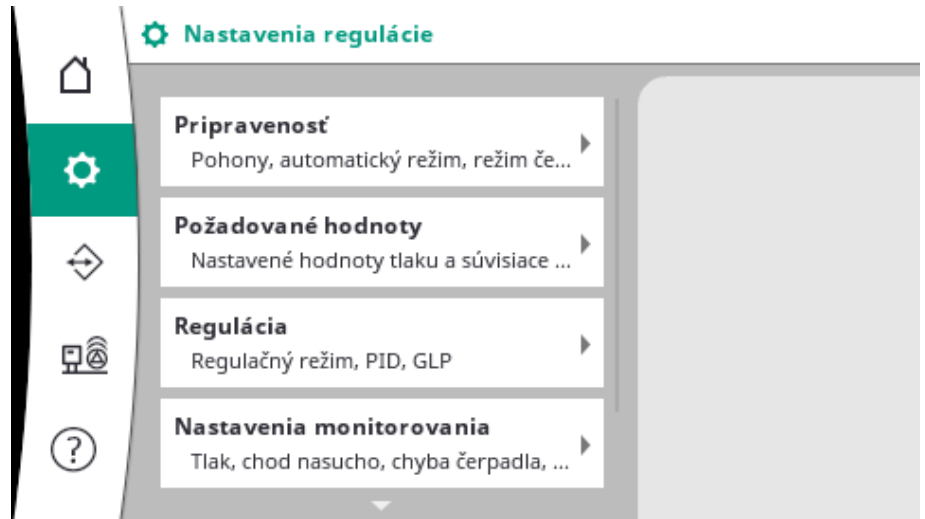 Nastavenia regulácie
Pripravenosť
Pohony, automatický režim, režim če...
Požadované hodnoty
Nastavené hodnoty tlaku a súvisiace ...
Regulácia
Regulačný režim, PID, GLP
Nastavenia monitorovania
Tlak, chod nasucho, chyba čerpadla, ...
?